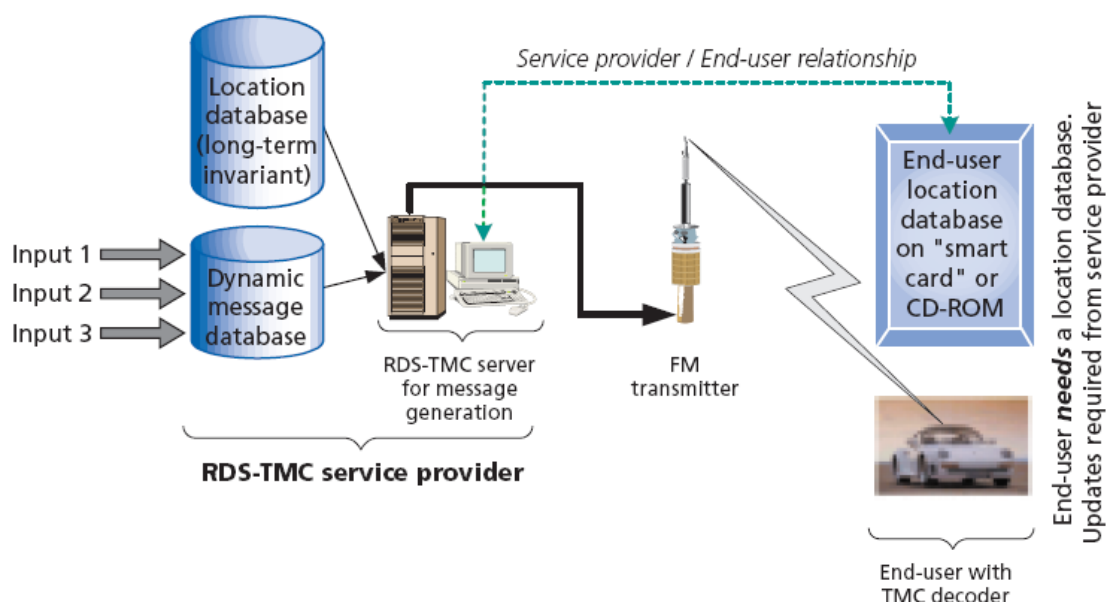 Service provider / End-user relationship
Location
database
(long-term
invariant)
Input 1
Input 2
Input 3
Dynamic
message
database
RDS-TMC server
for message
generation
RDS-TMC service provider
FM
transmitter
End-user
location
database
on "smart
card" or
CD-ROM
End-user needs a location database.
Updates required from service provider
End-user with
TMC decoder